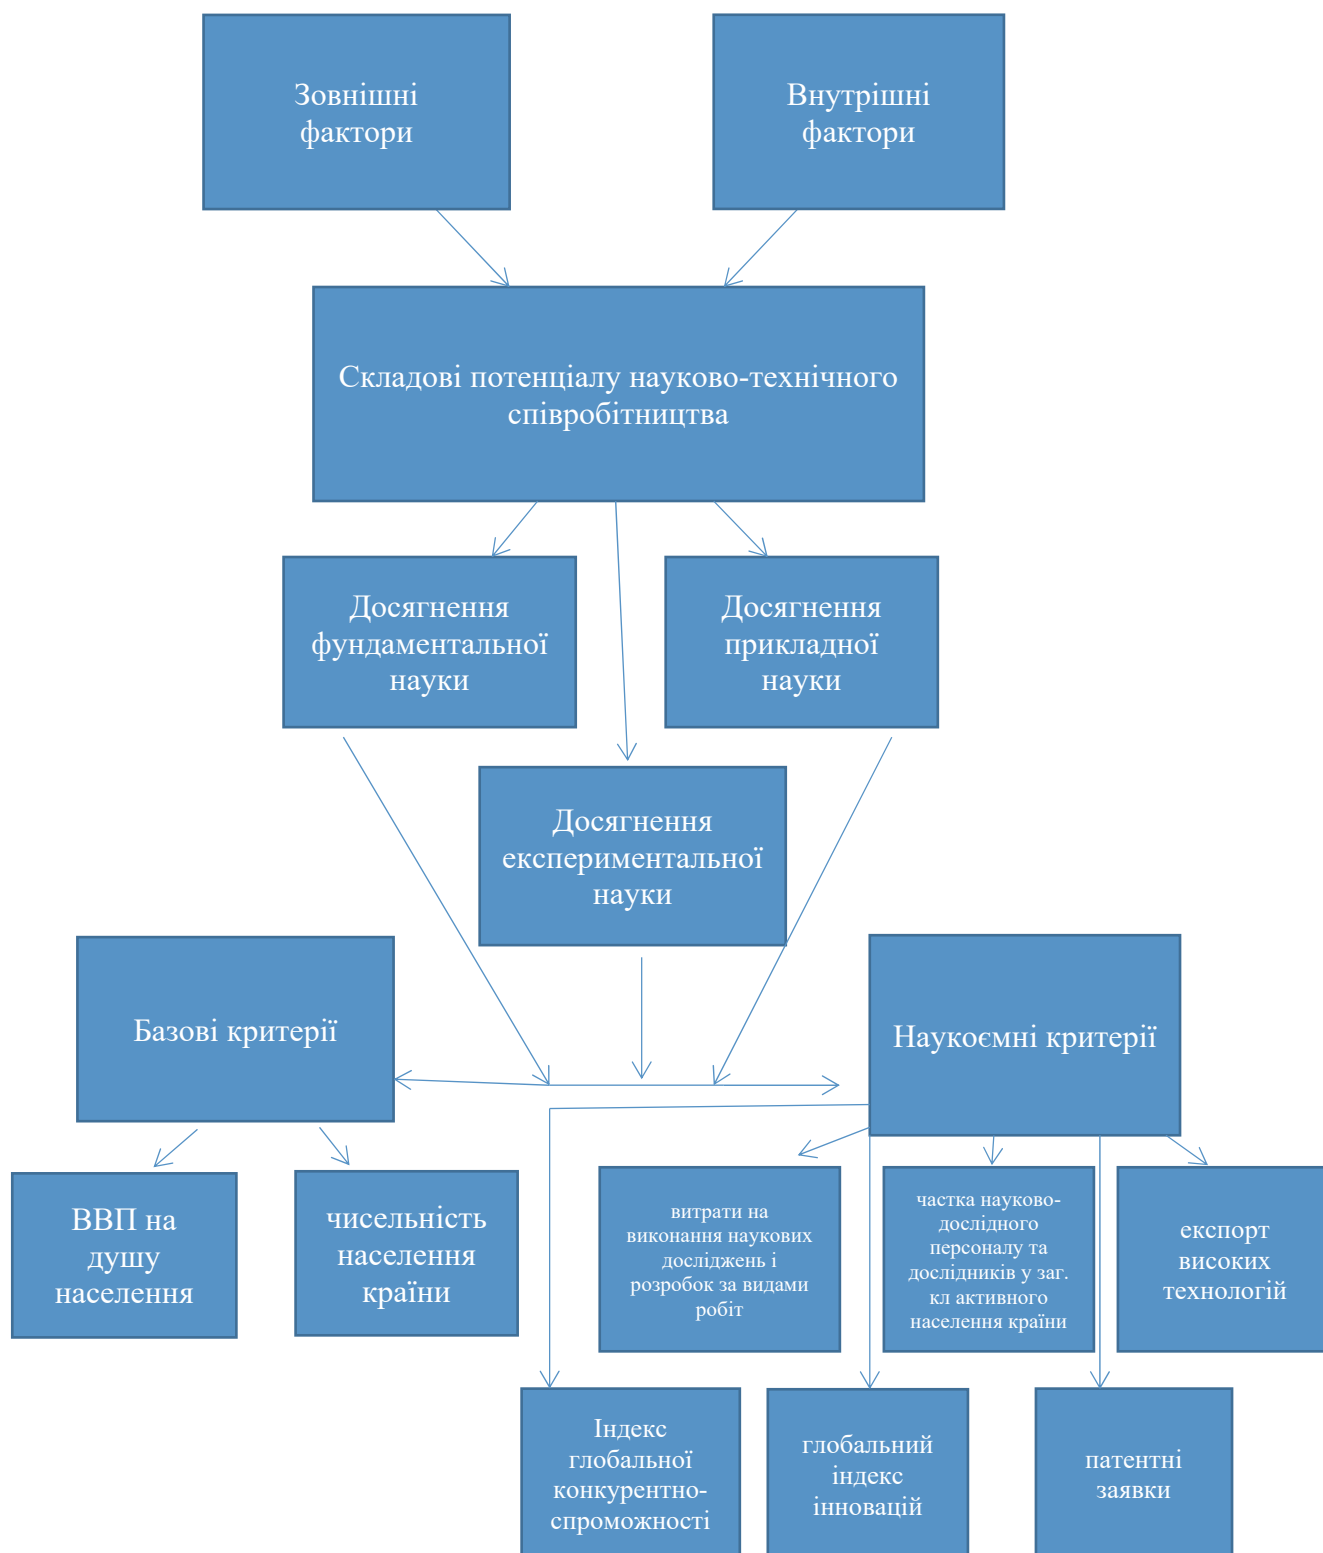 Зовнішні
фактори
Внутрішні
фактори
Складові потенціалу науково-технічного
співробітництва
Досягнення
фундаментальної
науки
Досягнення
прикладної
науки
Досягнення
експериментальної
науки
Базові критерії
Наукоємні критерії
ВВП на
душу
населення
чисельність
населення
країни
витрати на
виконання наукових
досліджень і
розробок за видами
робіт
частка науково-
дослідного
персоналу та
дослідників у заг.
кл активного
населення країни
експорт
високих
технологій
Індекс
глобальної
конкурентно-
спроможності
глобальний
індекс
інновацій
патентні
заявки